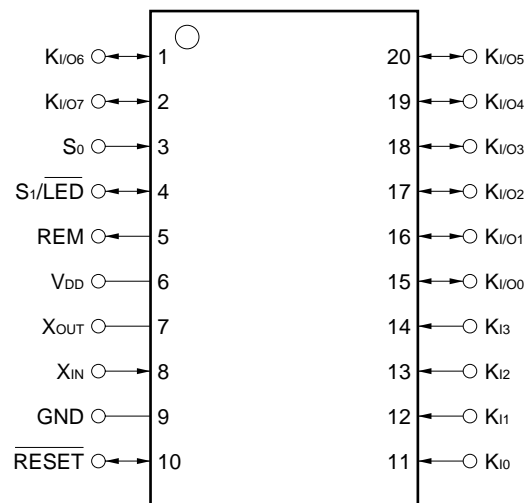 KI/O6 1 20 KI/O5
KI/O7 2 19 KI/O4
S0 3 18 KI/O3
S1/LED 4 17 KI/O2
REM 5 16 KI/O1
VDD 6 15 KI/O0
XOUT 7 14 KI3
XIN 8 13 KI2
GND 9 12 KI1
RESET 10 11 KI0